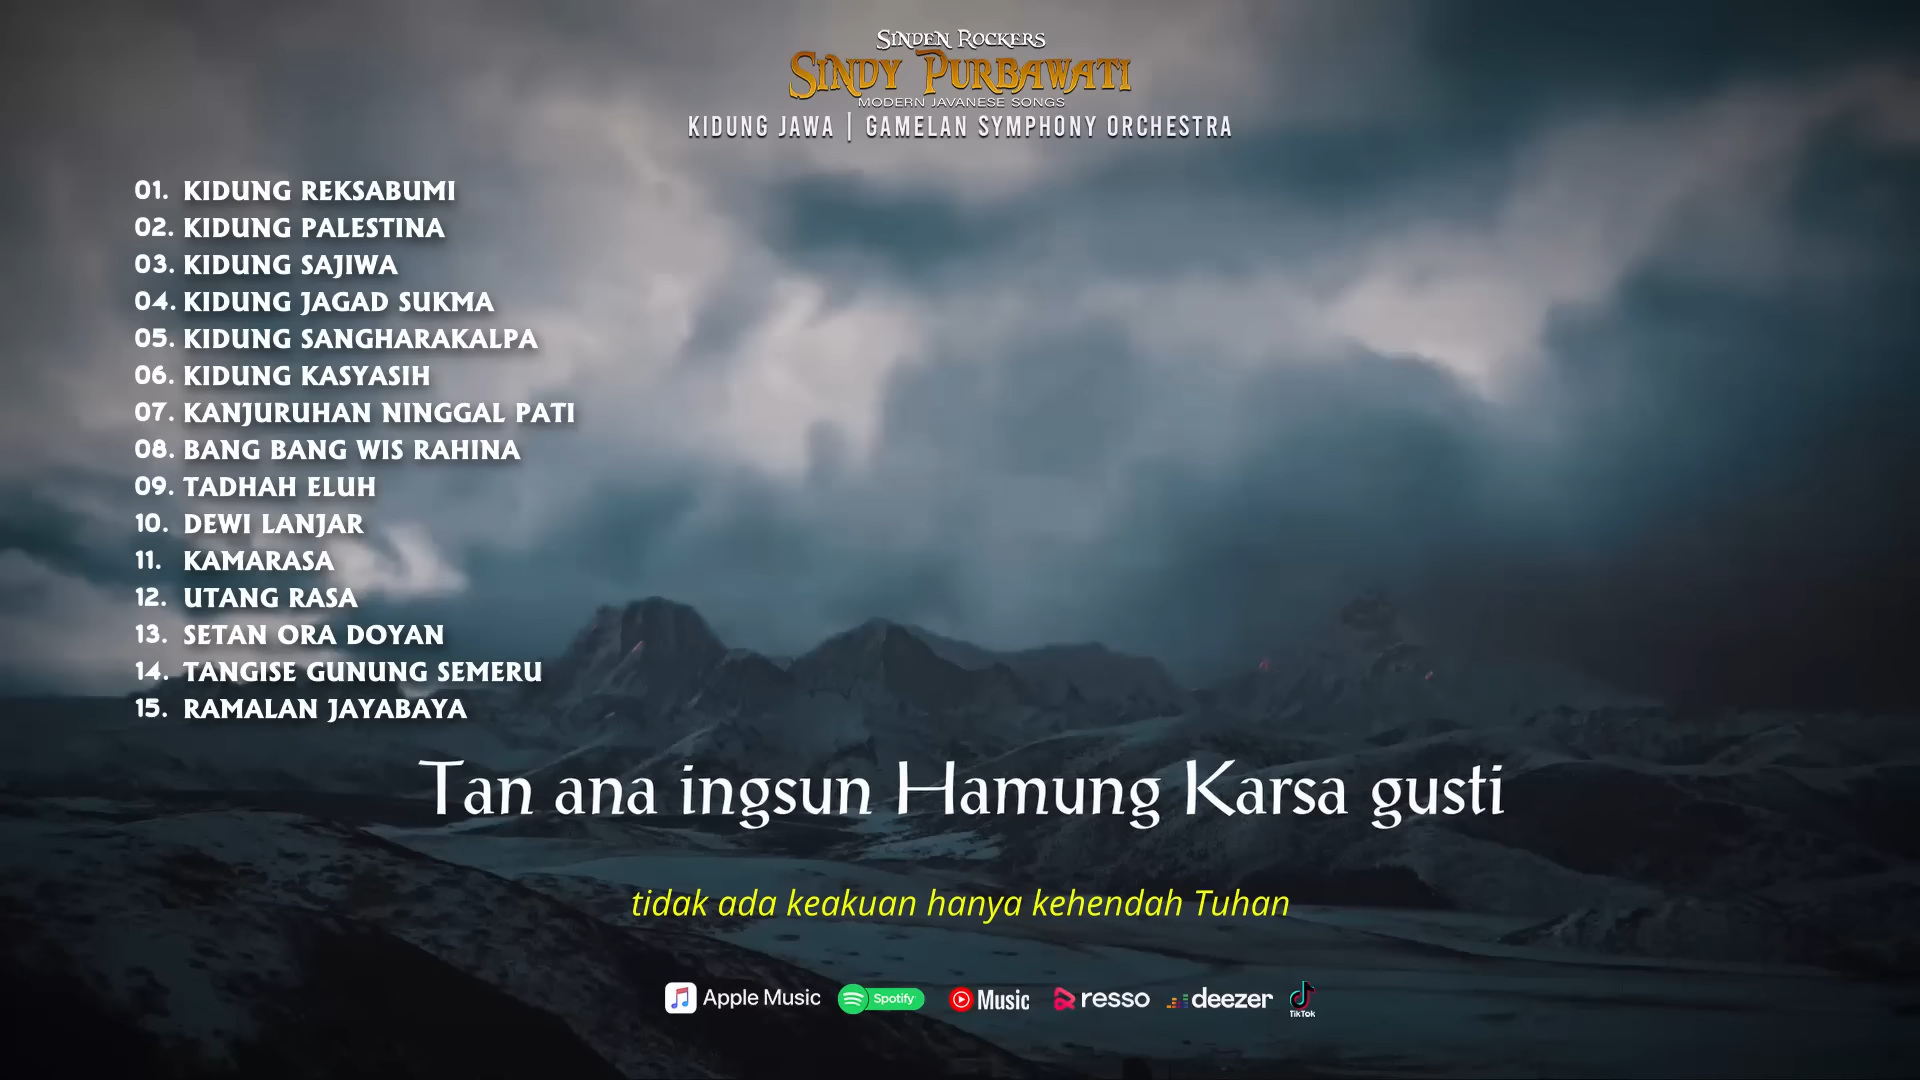 SINDEN ROCKERS
SINDY PURBAWATI
MODERN JAVANESE SONGS
KIDUNG JAWA | GAMELAN SYMPHONY ORCHESTRA
01. KIDUNG REKSABUMI
02. KIDUNG PALESTINA
03. KIDUNG SAJIWA
04. KIDUNG JAGAD SUKMA
05. KIDUNG SANGHARAKALPA
06. KIDUNG KASYASIH
07. KANJURUHAN NINGGAL PATI
08. BANG BANG WIS RAHINA
09. TADHAH ELUH
10. DEWI LANJAR
11. KAMARASA
12. UTANG RASA
13. SETAN ORA DOYAN
14. TANGISE GUNUNG SEMERU
15. RAMALAN JAYABAYA
Tan ana ingsun Hamung Karsa gusti
tidak ada keakuan hanya kehendah Tuhan
Apple Music Spotify Music resso deezer TikTok